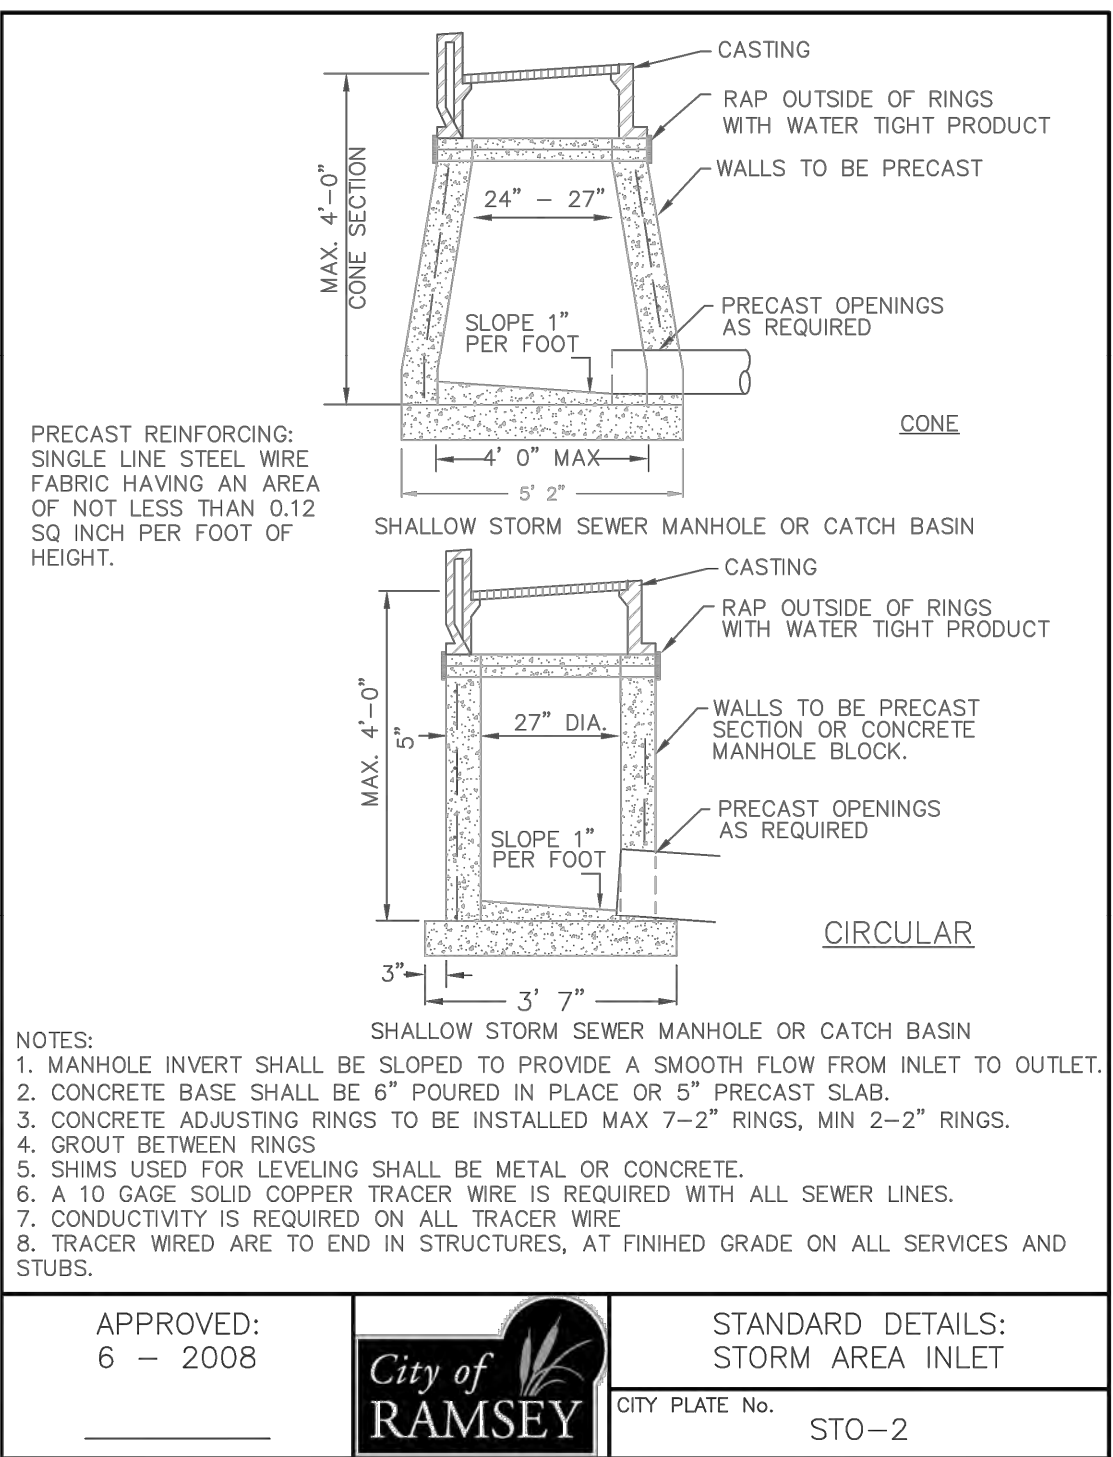 CASTING
RAP OUTSIDE OF RINGS
WITH WATER TIGHT PRODUCT
WALLS TO BE PRECAST
MAX. 4'-0"
CONE SECTION
24" - 27"
PRECAST OPENINGS
AS REQUIRED
SLOPE 1"
PER FOOT
CONE
PRECAST REINFORCING:
SINGLE LINE STEEL WIRE
FABRIC HAVING AN AREA
OF NOT LESS THAN 0.12
SQ INCH PER FOOT OF
HEIGHT.
4' 0" MAX
5' 2"
SHALLOW STORM SEWER MANHOLE OR CATCH BASIN
CASTING
RAP OUTSIDE OF RINGS
WITH WATER TIGHT PRODUCT
MAX. 4'-0"
5"
27" DIA.
WALLS TO BE PRECAST
SECTION OR CONCRETE
MANHOLE BLOCK.
PRECAST OPENINGS
AS REQUIRED
SLOPE 1"
PER FOOT
CIRCULAR
3"
3' 7"
SHALLOW STORM SEWER MANHOLE OR CATCH BASIN
NOTES:
1. MANHOLE INVERT SHALL BE SLOPED TO PROVIDE A SMOOTH FLOW FROM INLET TO OUTLET.
2. CONCRETE BASE SHALL BE 6" POURED IN PLACE OR 5" PRECAST SLAB.
3. CONCRETE ADJUSTING RINGS TO BE INSTALLED MAX 7-2" RINGS, MIN 2-2" RINGS.
4. GROUT BETWEEN RINGS
5. SHIMS USED FOR LEVELING SHALL BE METAL OR CONCRETE.
6. A 10 GAGE SOLID COPPER TRACER WIRE IS REQUIRED WITH ALL SEWER LINES.
7. CONDUCTIVITY IS REQUIRED ON ALL TRACER WIRE
8. TRACER WIRED ARE TO END IN STRUCTURES, AT FINIHED GRADE ON ALL SERVICES AND
STUBS.
APPROVED:
6 - 2008
City of
RAMSEY
STANDARD DETAILS:
STORM AREA INLET
CITY PLATE No.
STO-2